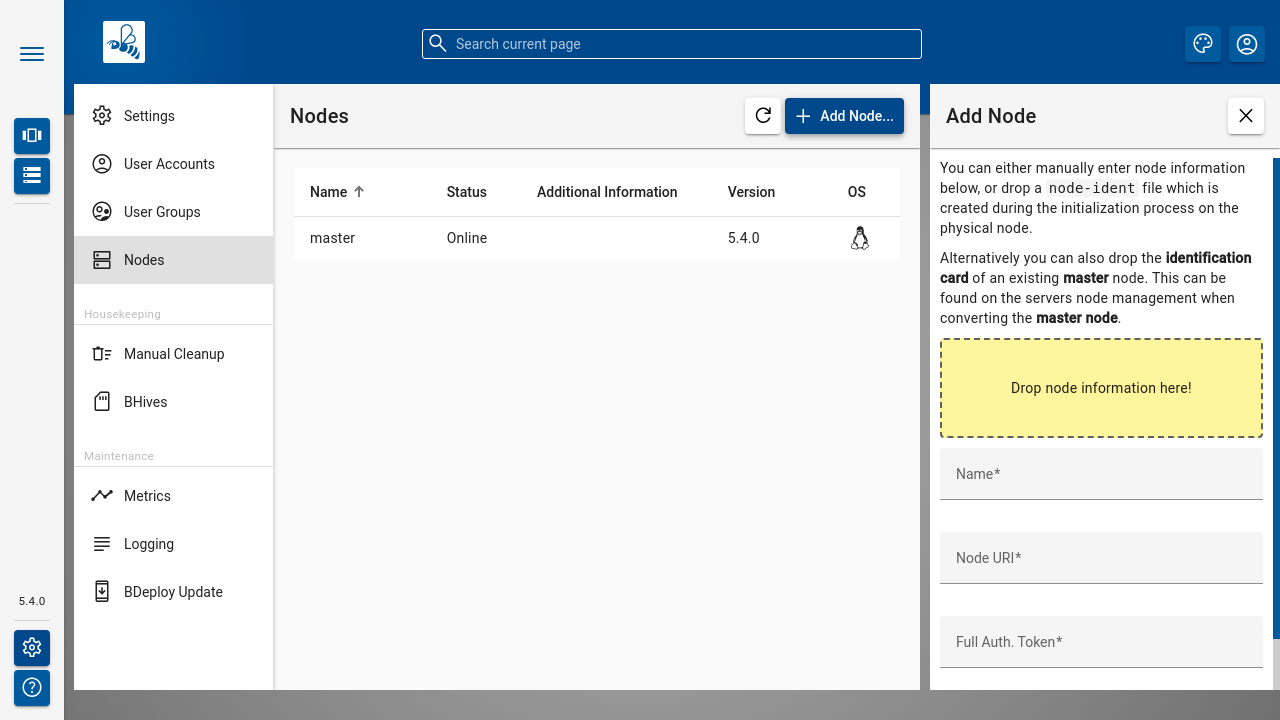 Search current page
Settings
User Accounts
User Groups
Nodes
Housekeeping
Manual Cleanup
BHives
Maintenance
Metrics
Logging
BDeploy Update
5.4.0
Nodes
Add Node...
Name Status Additional Information Version OS
master Online 5.4.0
Add Node
You can either manually enter node information
below, or drop a node-ident file which is
created during the initialization process on the
physical node.
Alternatively you can also drop the identification
card of an existing master node. This can be
found on the servers node management when
converting the master node.
Drop node information here!
Name*
Node URI*
Full Auth. Token*